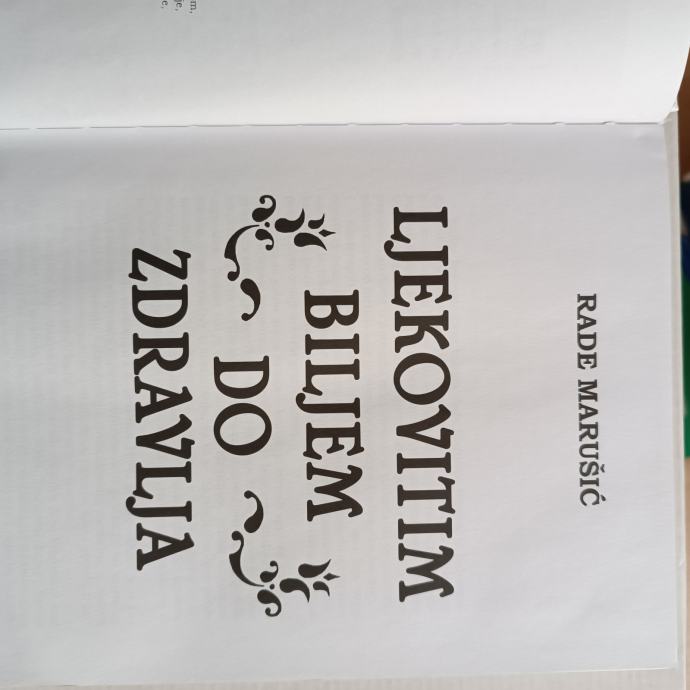 RADE MARUŠIĆ
LJEKOVITIM
BILJEM
DO
ZDRAVLJA